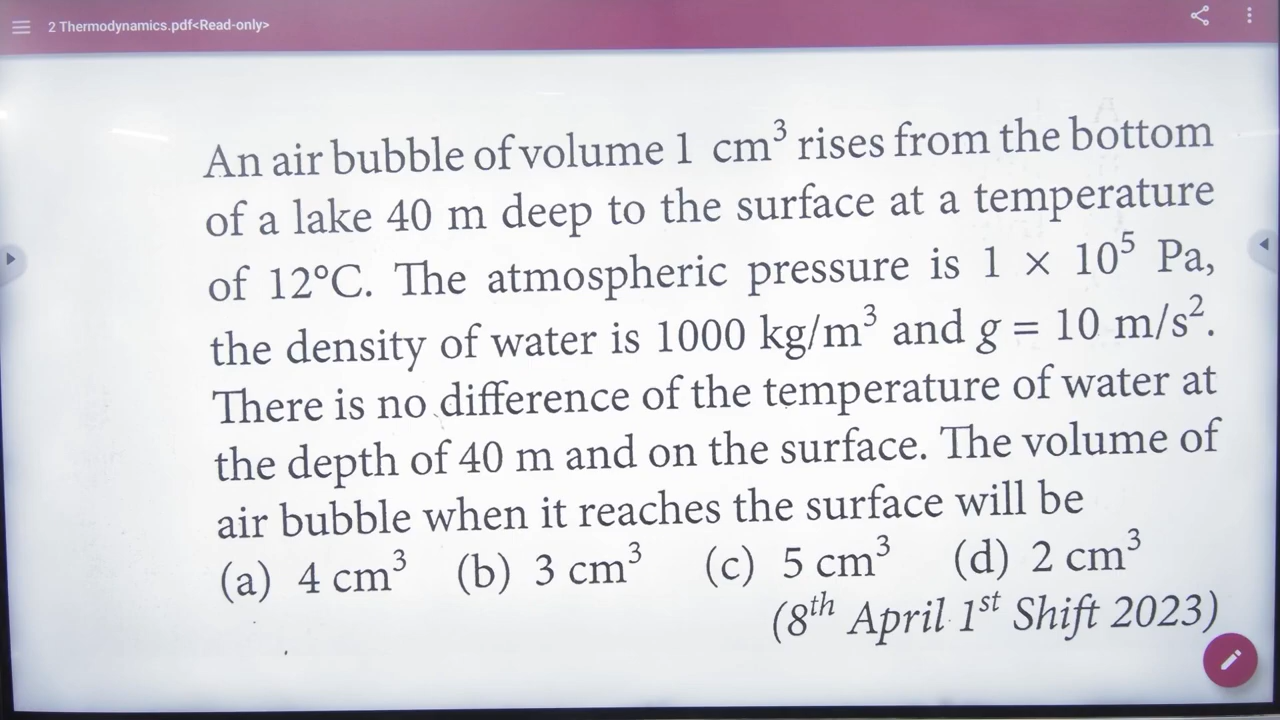 2 Thermodynamics.pdf<Read-only>
An air bubble of volume 1 cm³ rises from the bottom
of a lake 40 m deep to the surface at a temperature
of 12°C. The atmospheric pressure is 1 × 10⁵ Pa,
the density of water is 1000 kg/m³ and g = 10 m/s².
There is no difference of the temperature of water at
the depth of 40 m and on the surface. The volume of
air bubble when it reaches the surface will be
(a) 4 cm³ (b) 3 cm³ (c) 5 cm³ (d) 2 cm³
(8ᵗʰ April 1ˢᵗ Shift 2023)